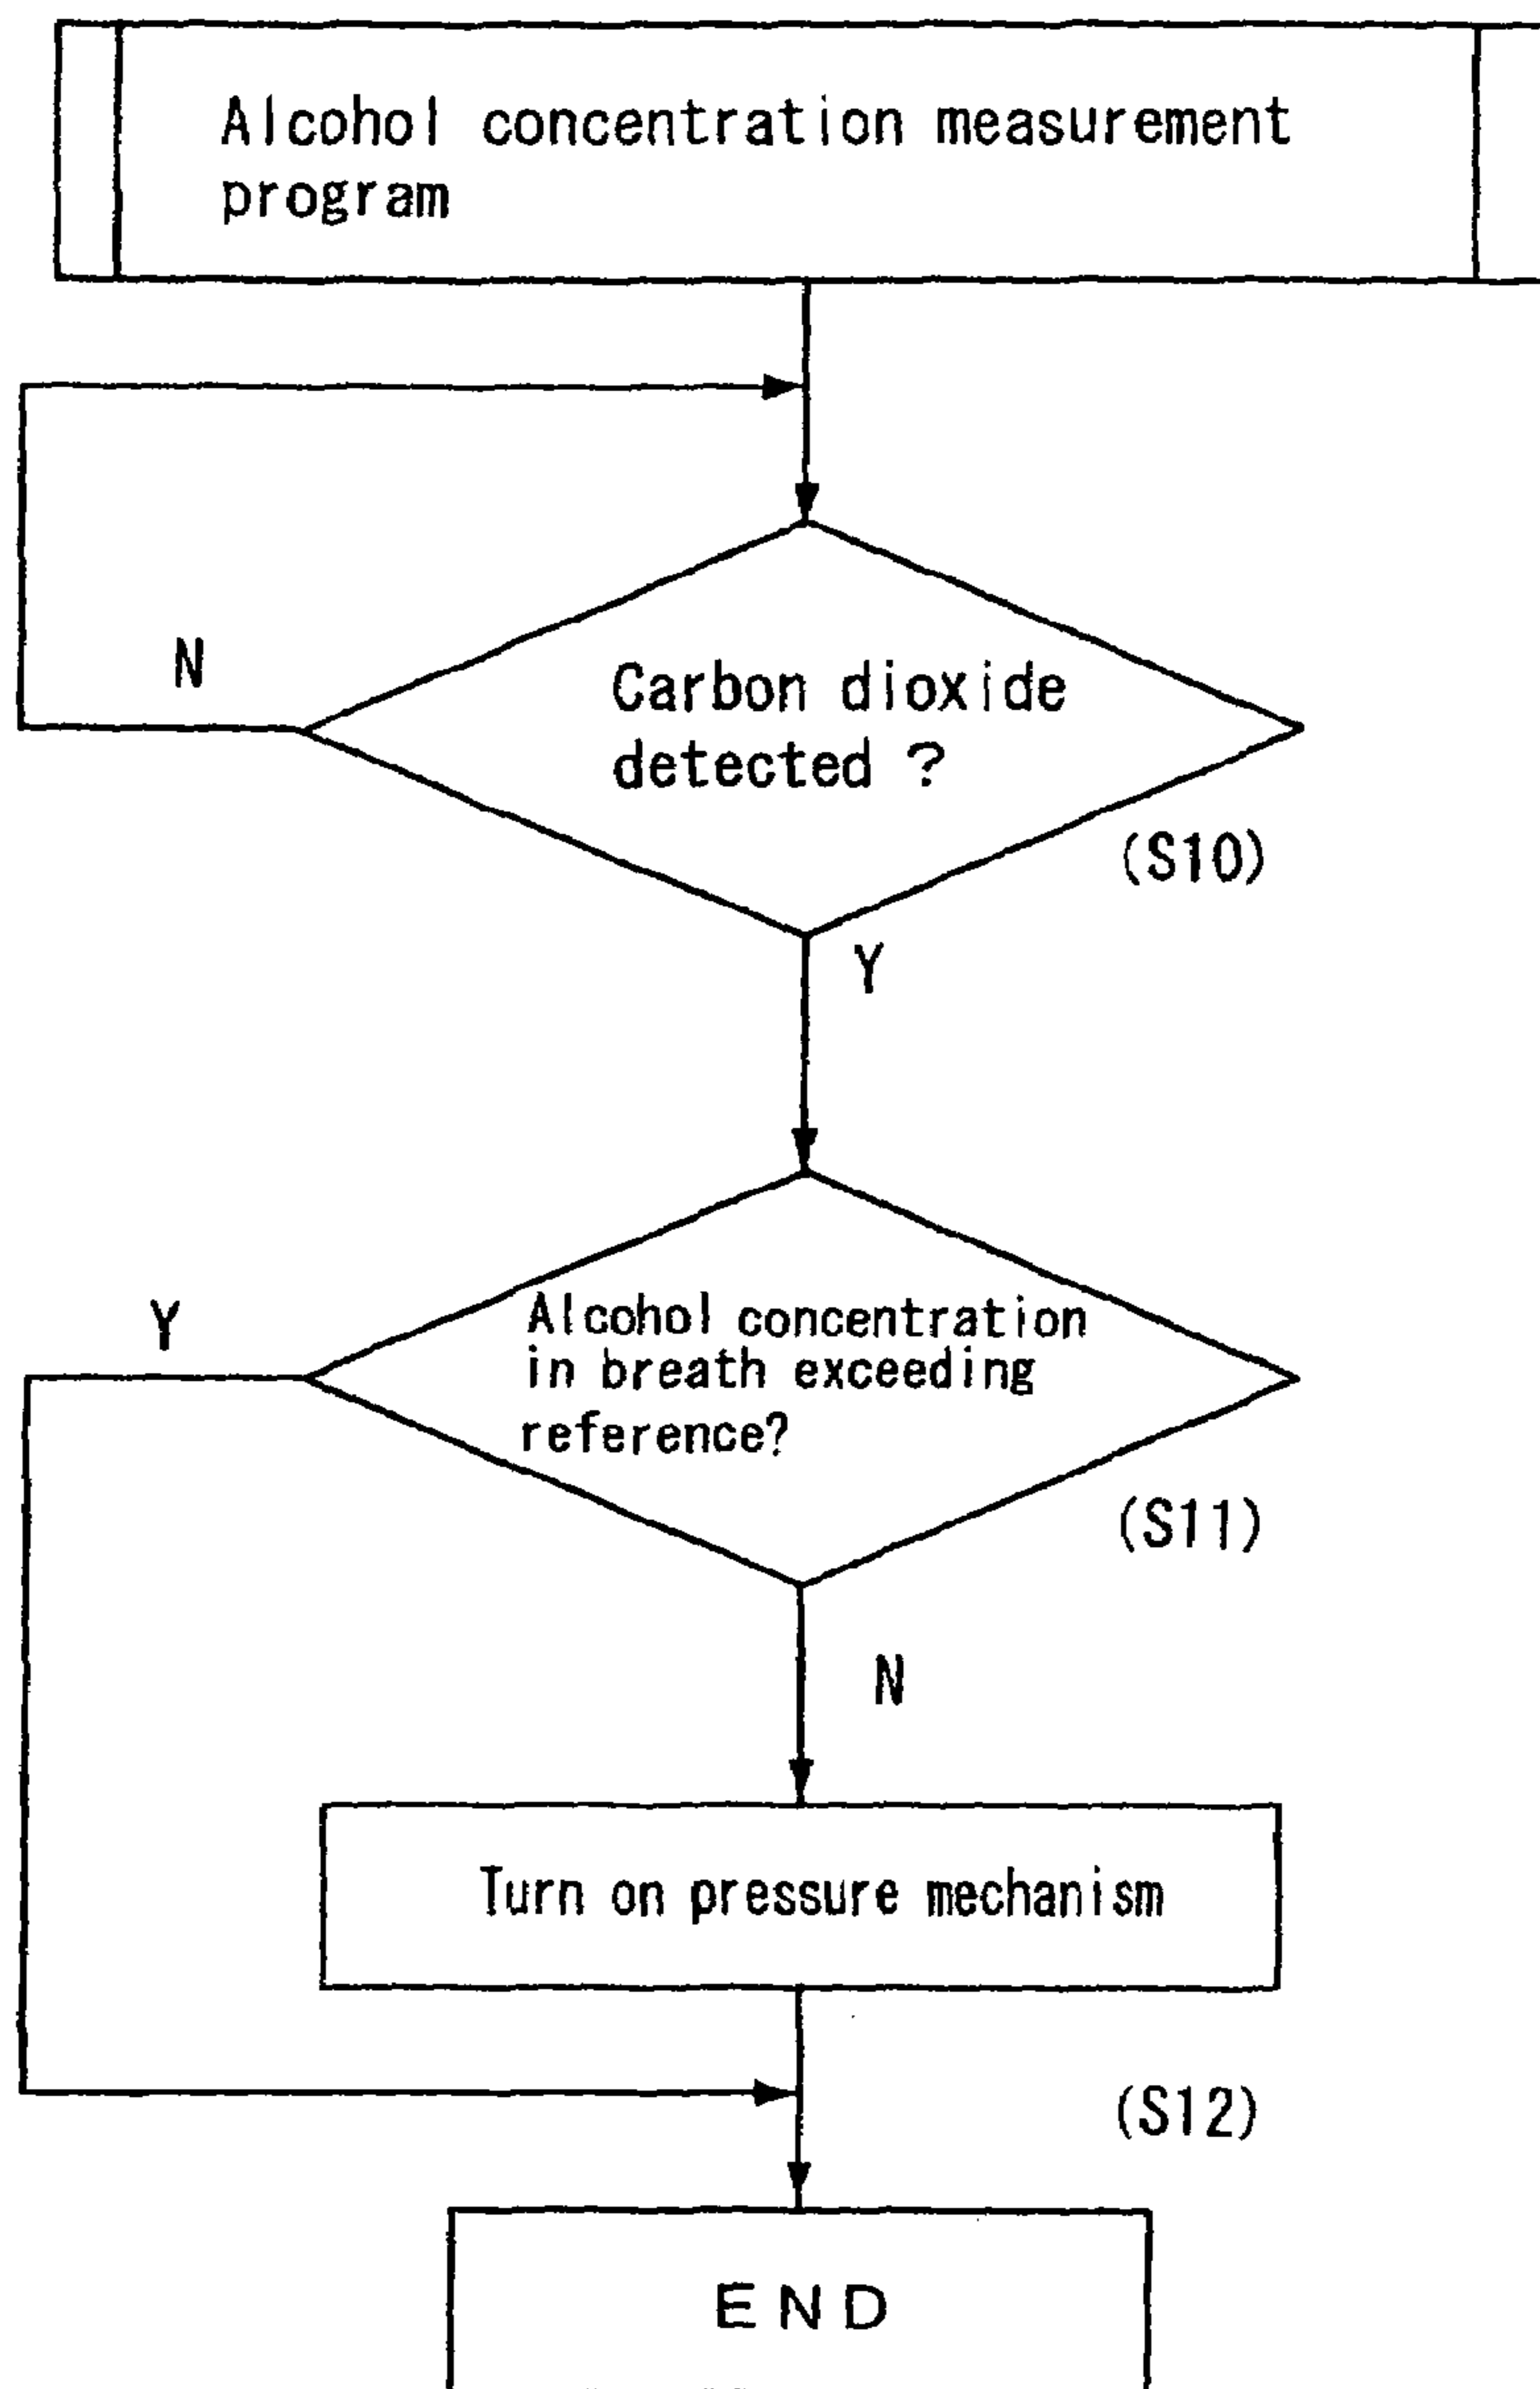 Alcohol concentration measurement
program
N
Carbon dioxide
detected ?
(S10)
Y
Y
Alcohol concentration
in breath exceeding
reference?
(S11)
N
Turn on pressure mechanism
(S12)
END